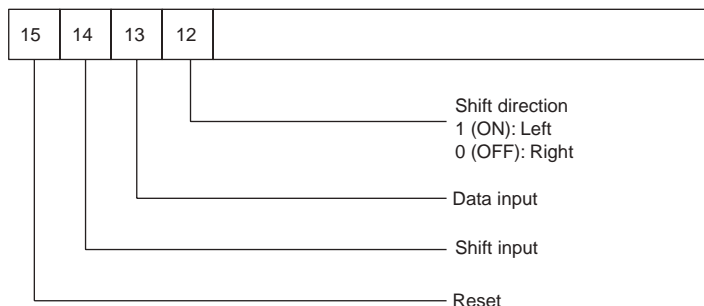 15 14 13 12
Shift direction
1 (ON): Left
0 (OFF): Right
Data input
Shift input
Reset